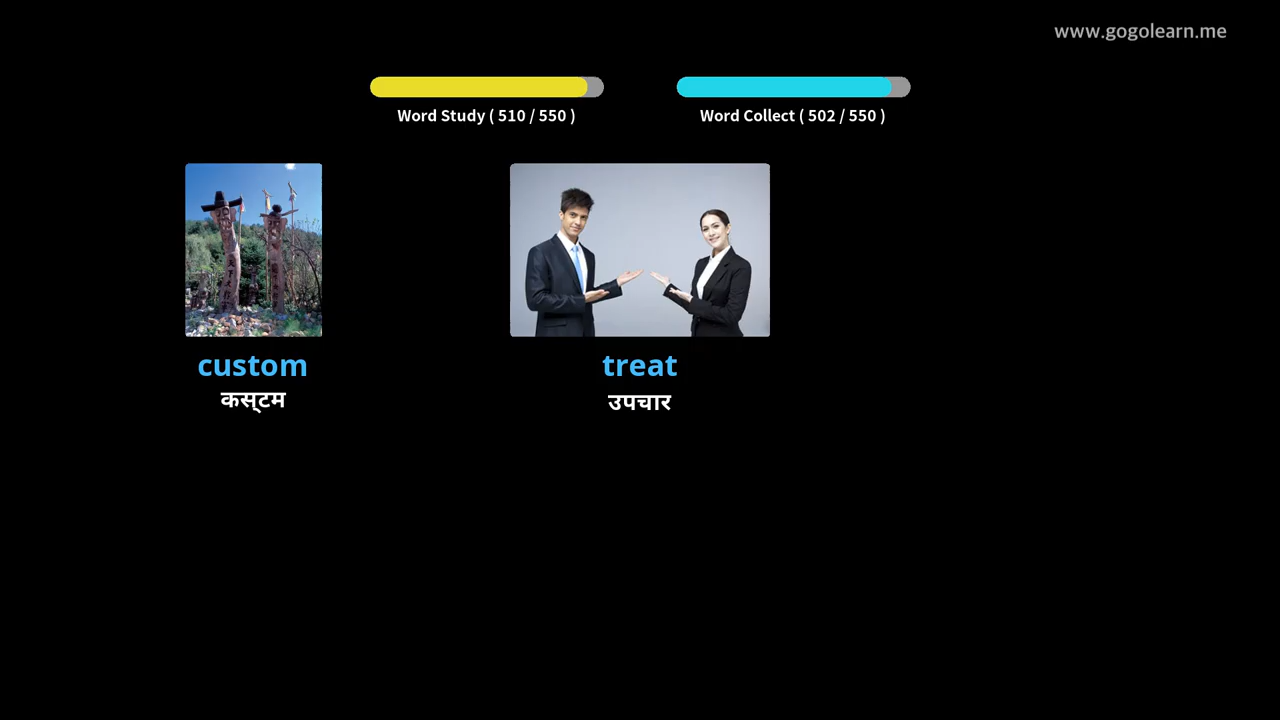 www.gogolearn.me
Word Study ( 510 / 550 )
Word Collect ( 502 / 550 )
custom
कस्टम
treat
उपचार